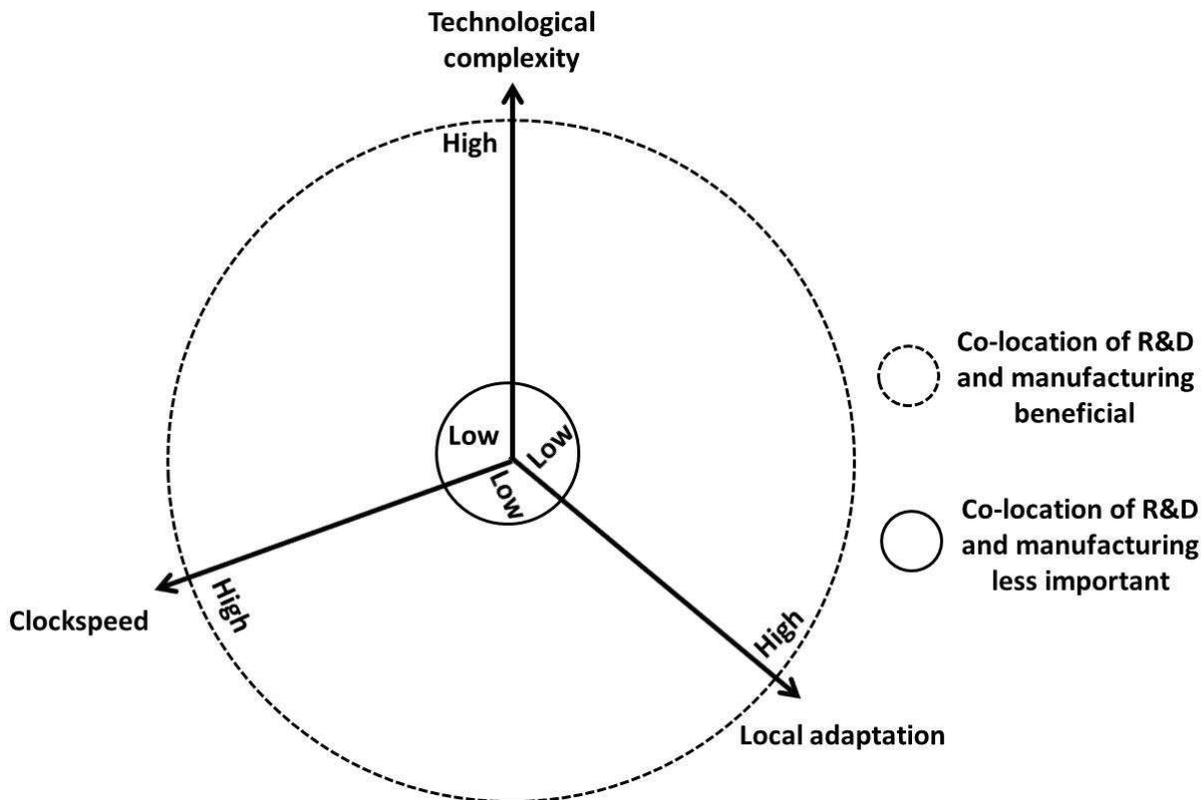 Technological
complexity
High
Low
Low
Low
High
High
Clockspeed
Local adaptation
Co-location of R&D
and manufacturing
beneficial
Co-location of R&D
and manufacturing
less important